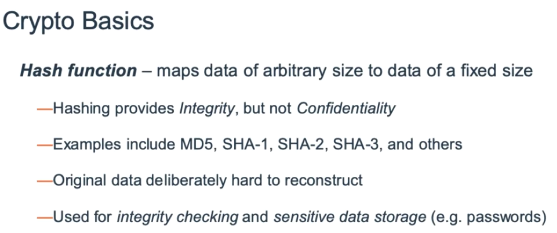 Crypto Basics
Hash function – maps data of arbitrary size to data of a fixed size
—Hashing provides Integrity, but not Confidentiality
—Examples include MD5, SHA-1, SHA-2, SHA-3, and others
—Original data deliberately hard to reconstruct
—Used for integrity checking and sensitive data storage (e.g. passwords)